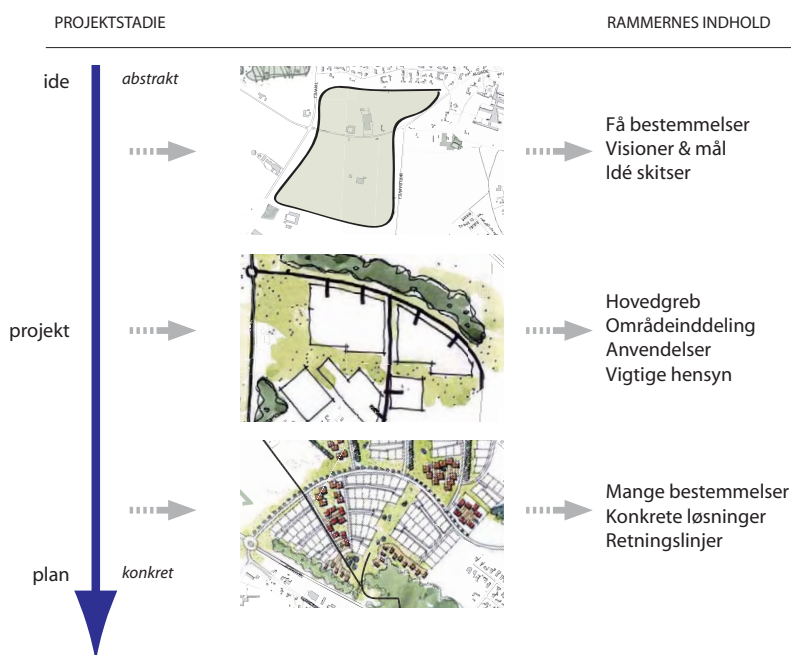 PROJEKTSTADIE
RAMMERNES INDHOLD
ide
abstrakt
Få bestemmelser
Visioner & mål
Idé skitser
projekt
Hovedgreb
Områdeinddeling
Anvendelser
Vigtige hensyn
Mange bestemmelser
Konkrete løsninger
Retningslinjer
plan
konkret